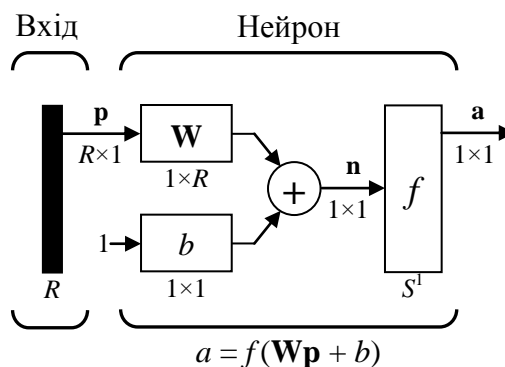 Вхід Нейрон
p W n f a
R×1 1×R + 1×1 1×1
1 b
R 1×1 S¹
a = f(Wp + b)